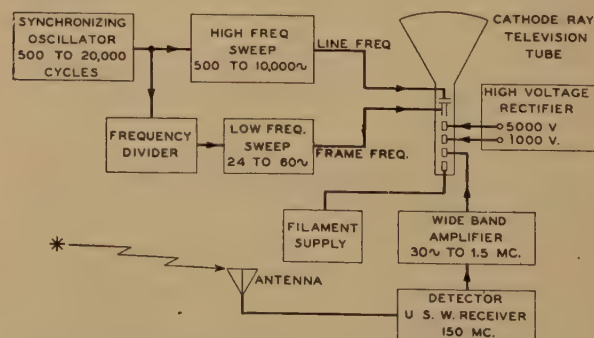 SYNCHRONIZING
OSCILLATOR
500 TO 20,000
CYCLES
HIGH FREQ
SWEEP
500 TO 10,000~
LINE FREQ
CATHODE RAY
TELEVISION
TUBE
HIGH VOLTAGE
RECTIFIER
5000 V
1000 V.
FREQUENCY
DIVIDER
LOW FREQ.
SWEEP
24 TO 60~
FRAME FREQ.
FILAMENT
SUPPLY
WIDE BAND
AMPLIFIER
30~ TO 1.5 MC.
ANTENNA
DETECTOR
U S.W. RECEIVER
150 MC.